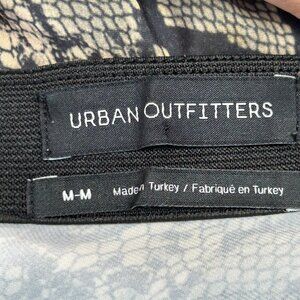 URBAN OUTFITTERS
M-M Made in Turkey / Fabriqué en Turkey